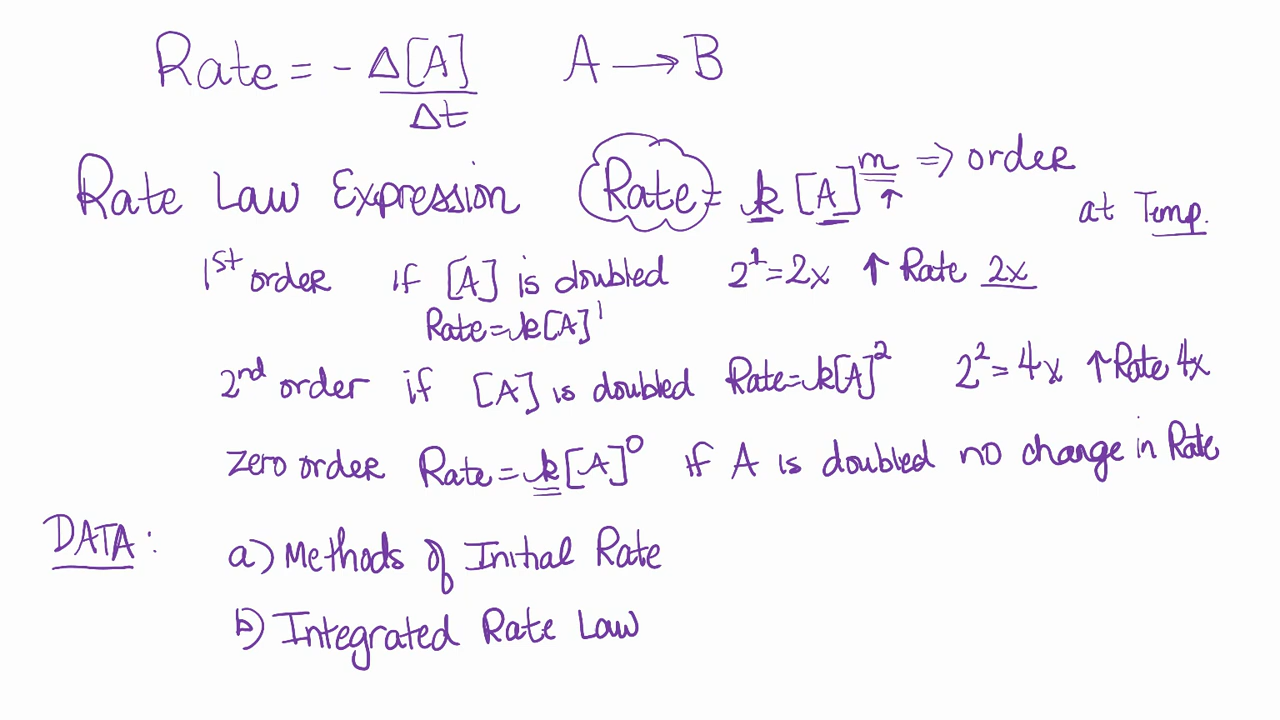 Rate = - Δ[A]/Δt A ⟶ B
Rate Law Expression Rate = k [A]^m ⇒ order
at Temp.
1st order if [A] is doubled 2^1 = 2x ↑ Rate 2x
Rate = k[A]^1
2nd order if [A] is doubled Rate = k[A]^2 2^2 = 4x ↑ Rate 4x
zero order Rate = k[A]^0 if A is doubled no change in Rate
DATA:
a) Methods of Initial Rate
b) Integrated Rate Law